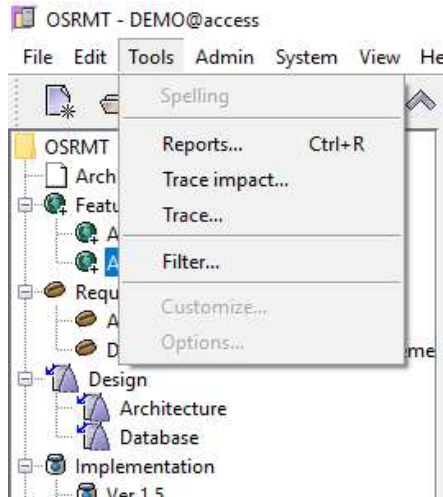 OSRMT - DEMO@access
File Edit Tools Admin System View He
Spelling
OSRMT
Reports... Ctrl+R
Arch
Trace impact...
Featu
Trace...
A
A
Filter...
Requ
Customize...
A
Options...
D eme
Design
Architecture
Database
Implementation
Ver 1.5